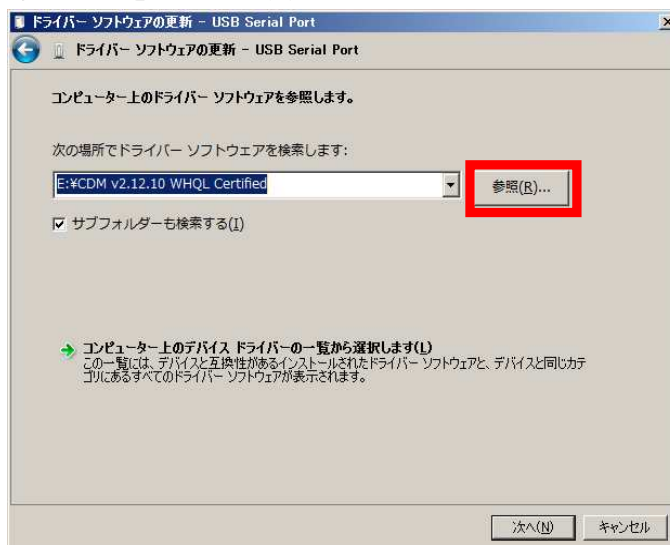 ドライバー ソフトウェアの更新 - USB Serial Port
ドライバー ソフトウェアの更新 - USB Serial Port
コンピューター上のドライバー ソフトウェアを参照します。
次の場所でドライバー ソフトウェアを検索します:
E:¥CDM v2.12.10 WHQL Certified
参照(R)...
サブフォルダーも検索する(I)
コンピューター上のデバイス ドライバーの一覧から選択します(L)
この一覧には、デバイスと互換性があるインストールされたドライバー ソフトウェアと、デバイスと同じカテ
ゴリにあるすべてのドライバー ソフトウェアが表示されます。
次へ(N)
キャンセル